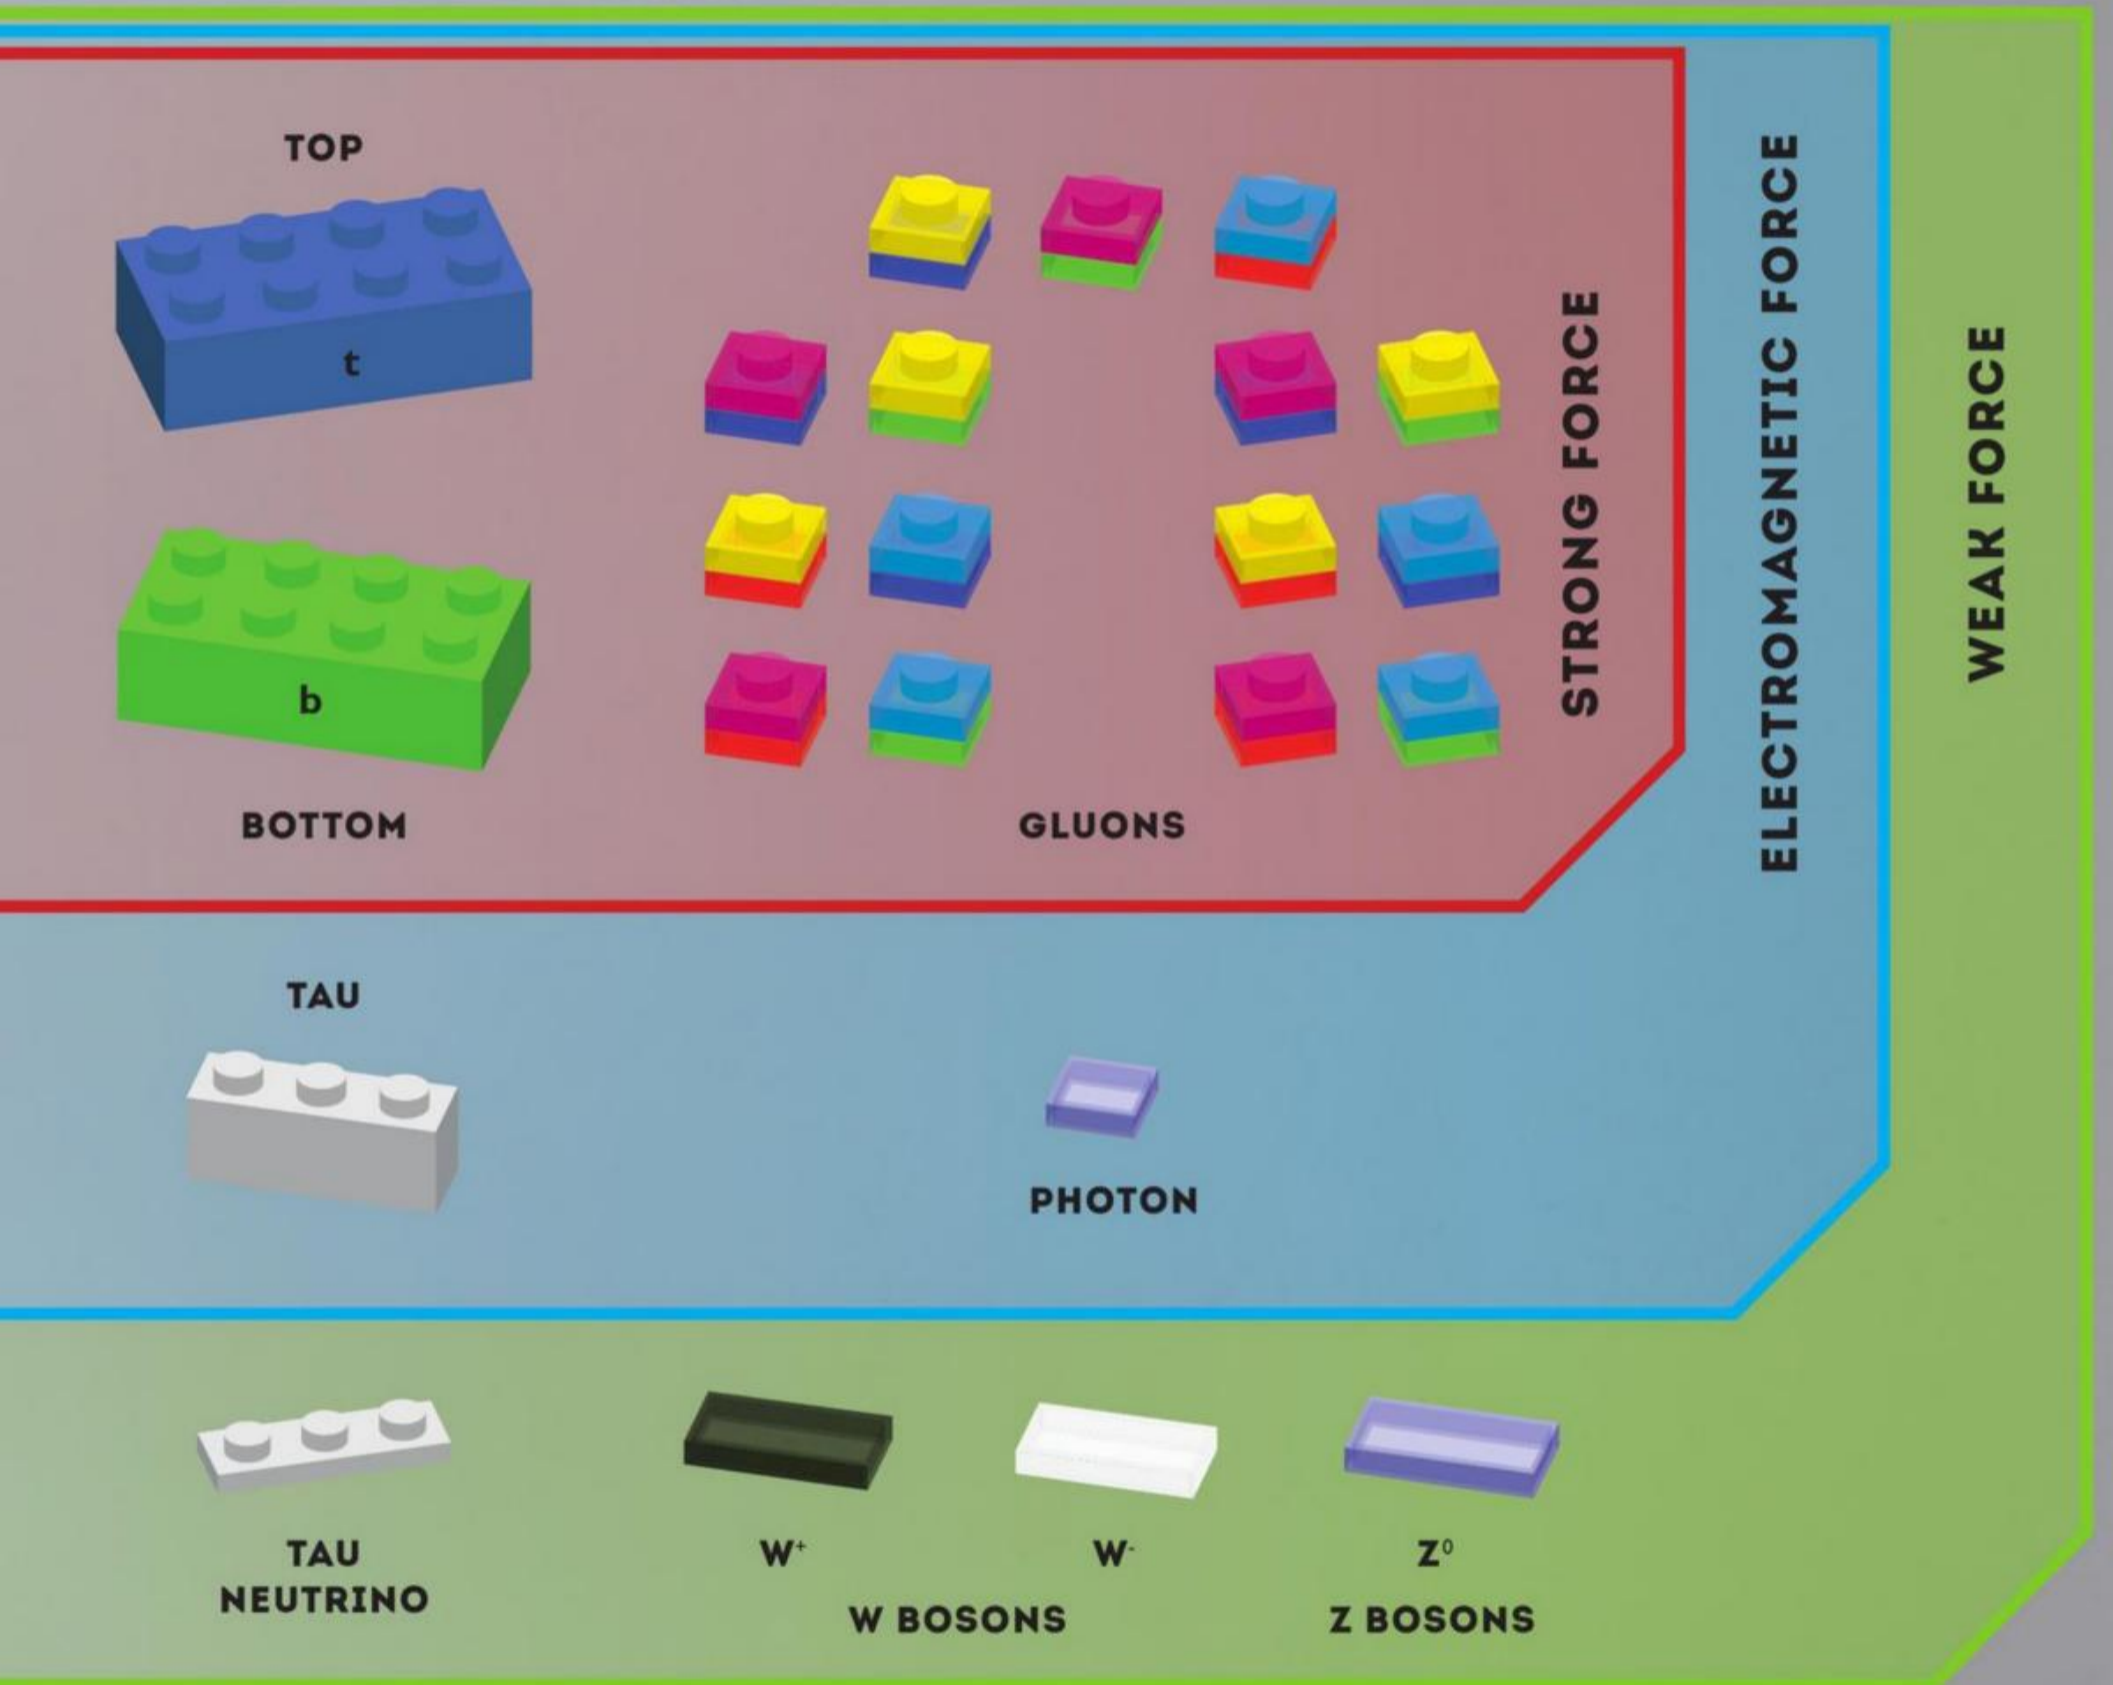 TOP
t
b
BOTTOM
GLUONS
STRONG FORCE
ELECTROMAGNETIC FORCE
WEAK FORCE
TAU
PHOTON
TAU
NEUTRINO
W⁺
W⁻
Z⁰
W BOSONS
Z BOSONS